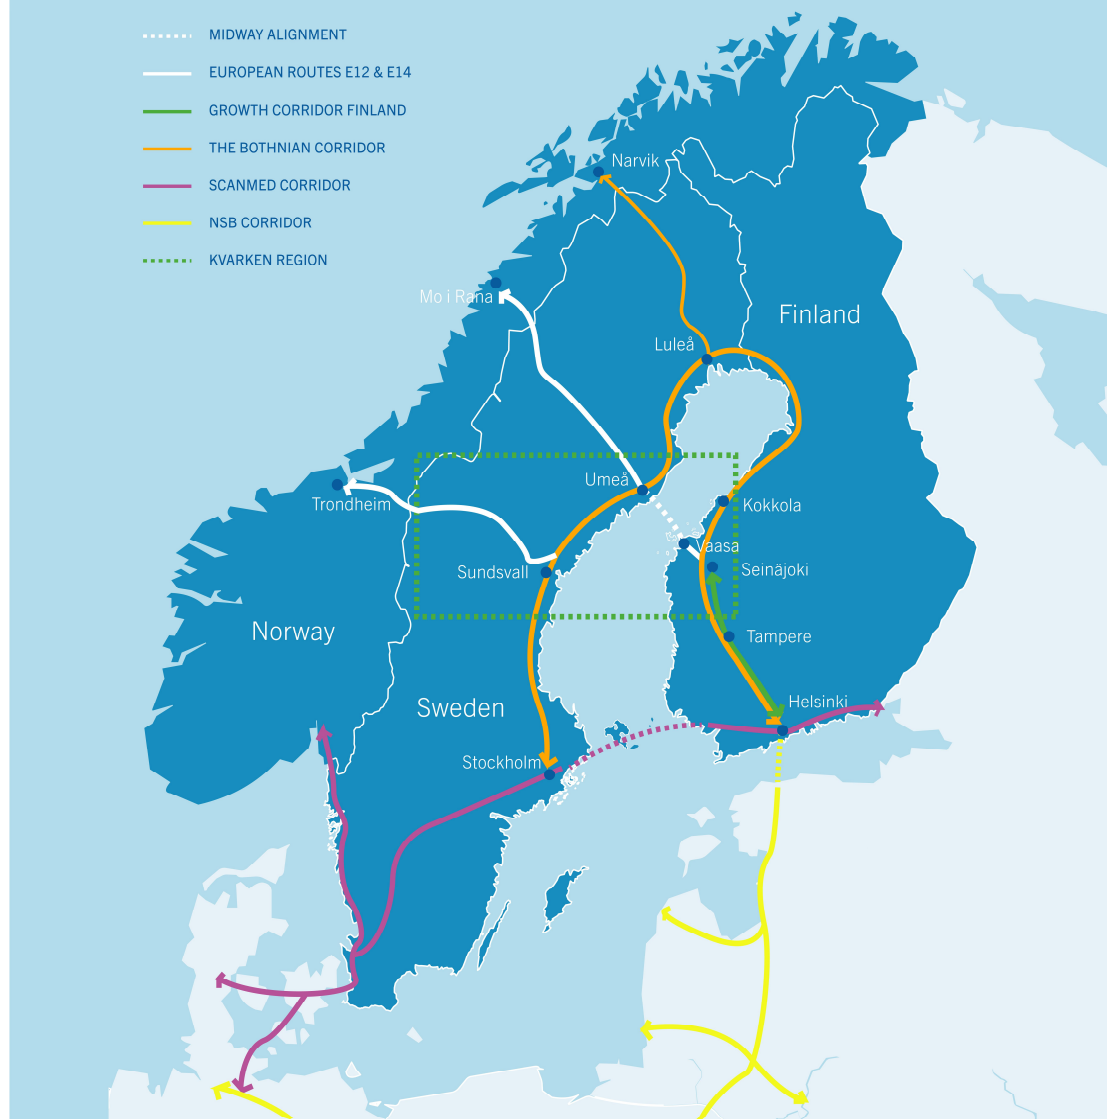 MIDWAY ALIGNMENT
EUROPEAN ROUTES E12 & E14
GROWTH CORRIDOR FINLAND
THE BOTHNIAN CORRIDOR
SCANMED CORRIDOR
NSB CORRIDOR
KVARKEN REGION
Narvik
Mo i Rana
Finland
Luleå
Umeå
Trondheim
Kokkola
Vaasa
Sundsvall
Seinäjoki
Norway
Tampere
Sweden
Helsinki
Stockholm